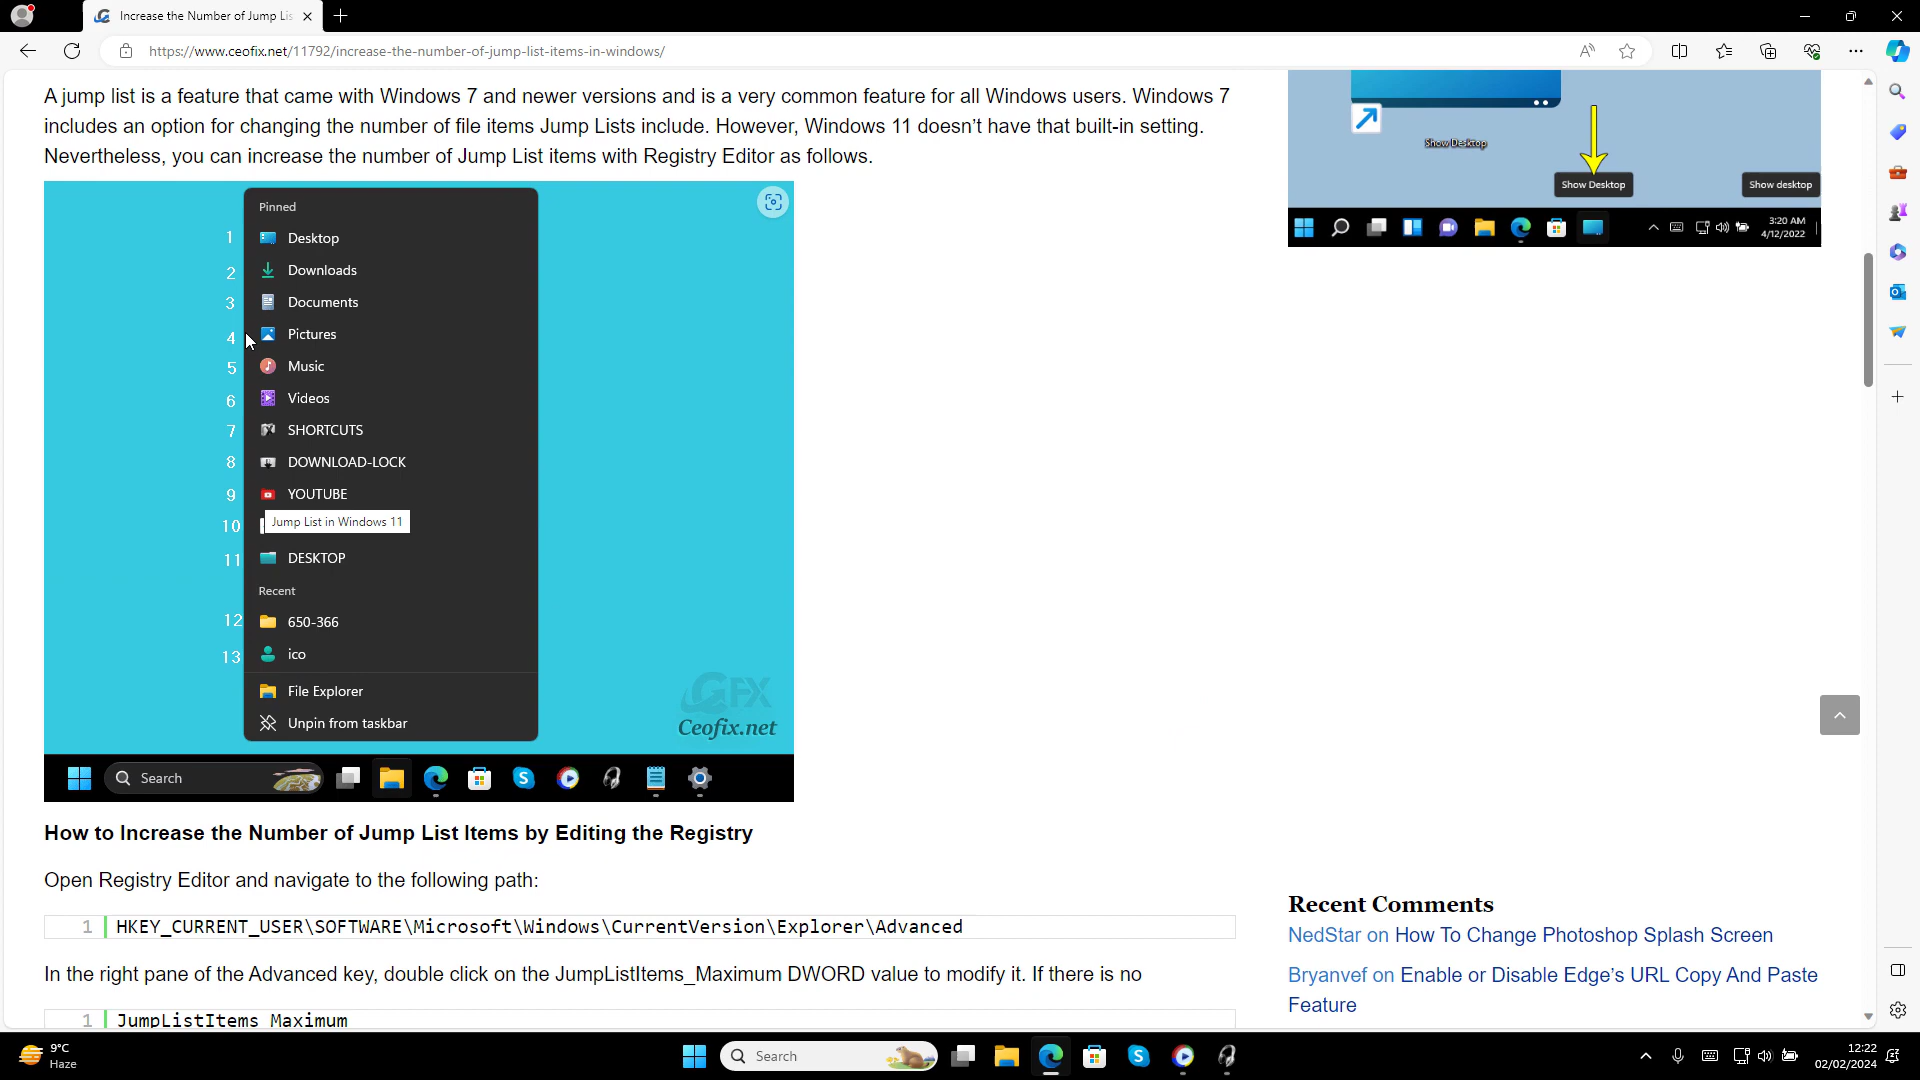 Increase the Number of Jump Lis
https://www.ceofix.net/11792/increase-the-number-of-jump-list-items-in-windows/
A jump list is a feature that came with Windows 7 and newer versions and is a very common feature for all Windows users. Windows 7
includes an option for changing the number of file items Jump Lists include. However, Windows 11 doesn’t have that built-in setting.
Nevertheless, you can increase the number of Jump List items with Registry Editor as follows.
Pinned
1 Desktop
2 Downloads
3 Documents
4 Pictures
5 Music
6 Videos
7 SHORTCUTS
8 DOWNLOAD-LOCK
9 YOUTUBE
10
Jump List in Windows 11
11 DESKTOP
Recent
12 650-366
13 ico
File Explorer
Unpin from taskbar
GFX
Ceofix.net
Search
How to Increase the Number of Jump List Items by Editing the Registry
Open Registry Editor and navigate to the following path:
1 HKEY_CURRENT_USER\SOFTWARE\Microsoft\Windows\CurrentVersion\Explorer\Advanced
In the right pane of the Advanced key, double click on the JumpListItems_Maximum DWORD value to modify it. If there is no
1 JumpListItems_Maximum
Show Desktop
Show Desktop
Show desktop
3:20 AM
4/12/2022
Recent Comments
NedStar on How To Change Photoshop Splash Screen
Bryanvef on Enable or Disable Edge’s URL Copy And Paste
Feature
9°C
Haze
Search
12:22
02/02/2024